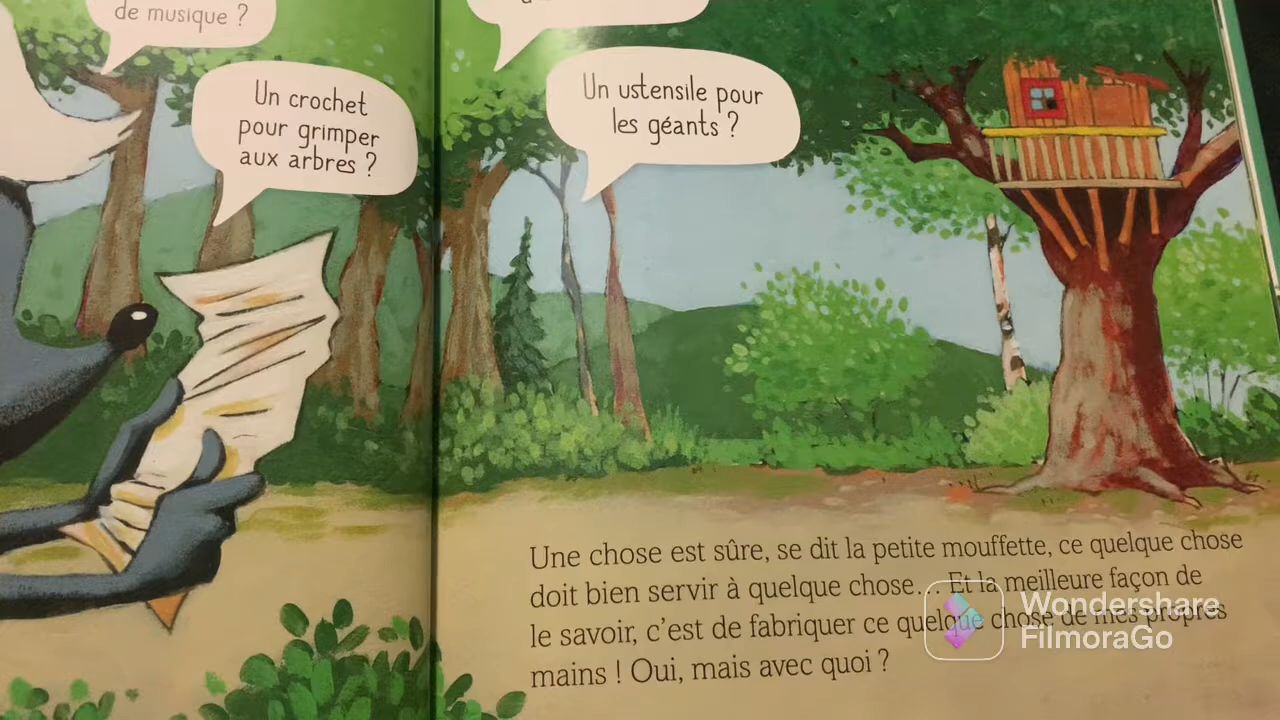 de musique ?
Un crochet
pour grimper
aux arbres ?
Un ustensile pour
les géants ?
Une chose est sûre, se dit la petite mouffette, ce quelque chose
doit bien servir à quelque chose... Et la meilleure façon de
le savoir, c'est de fabriquer ce quelque chose de mes propres
mains ! Oui, mais avec quoi ?
Wondershare
FilmoraGo